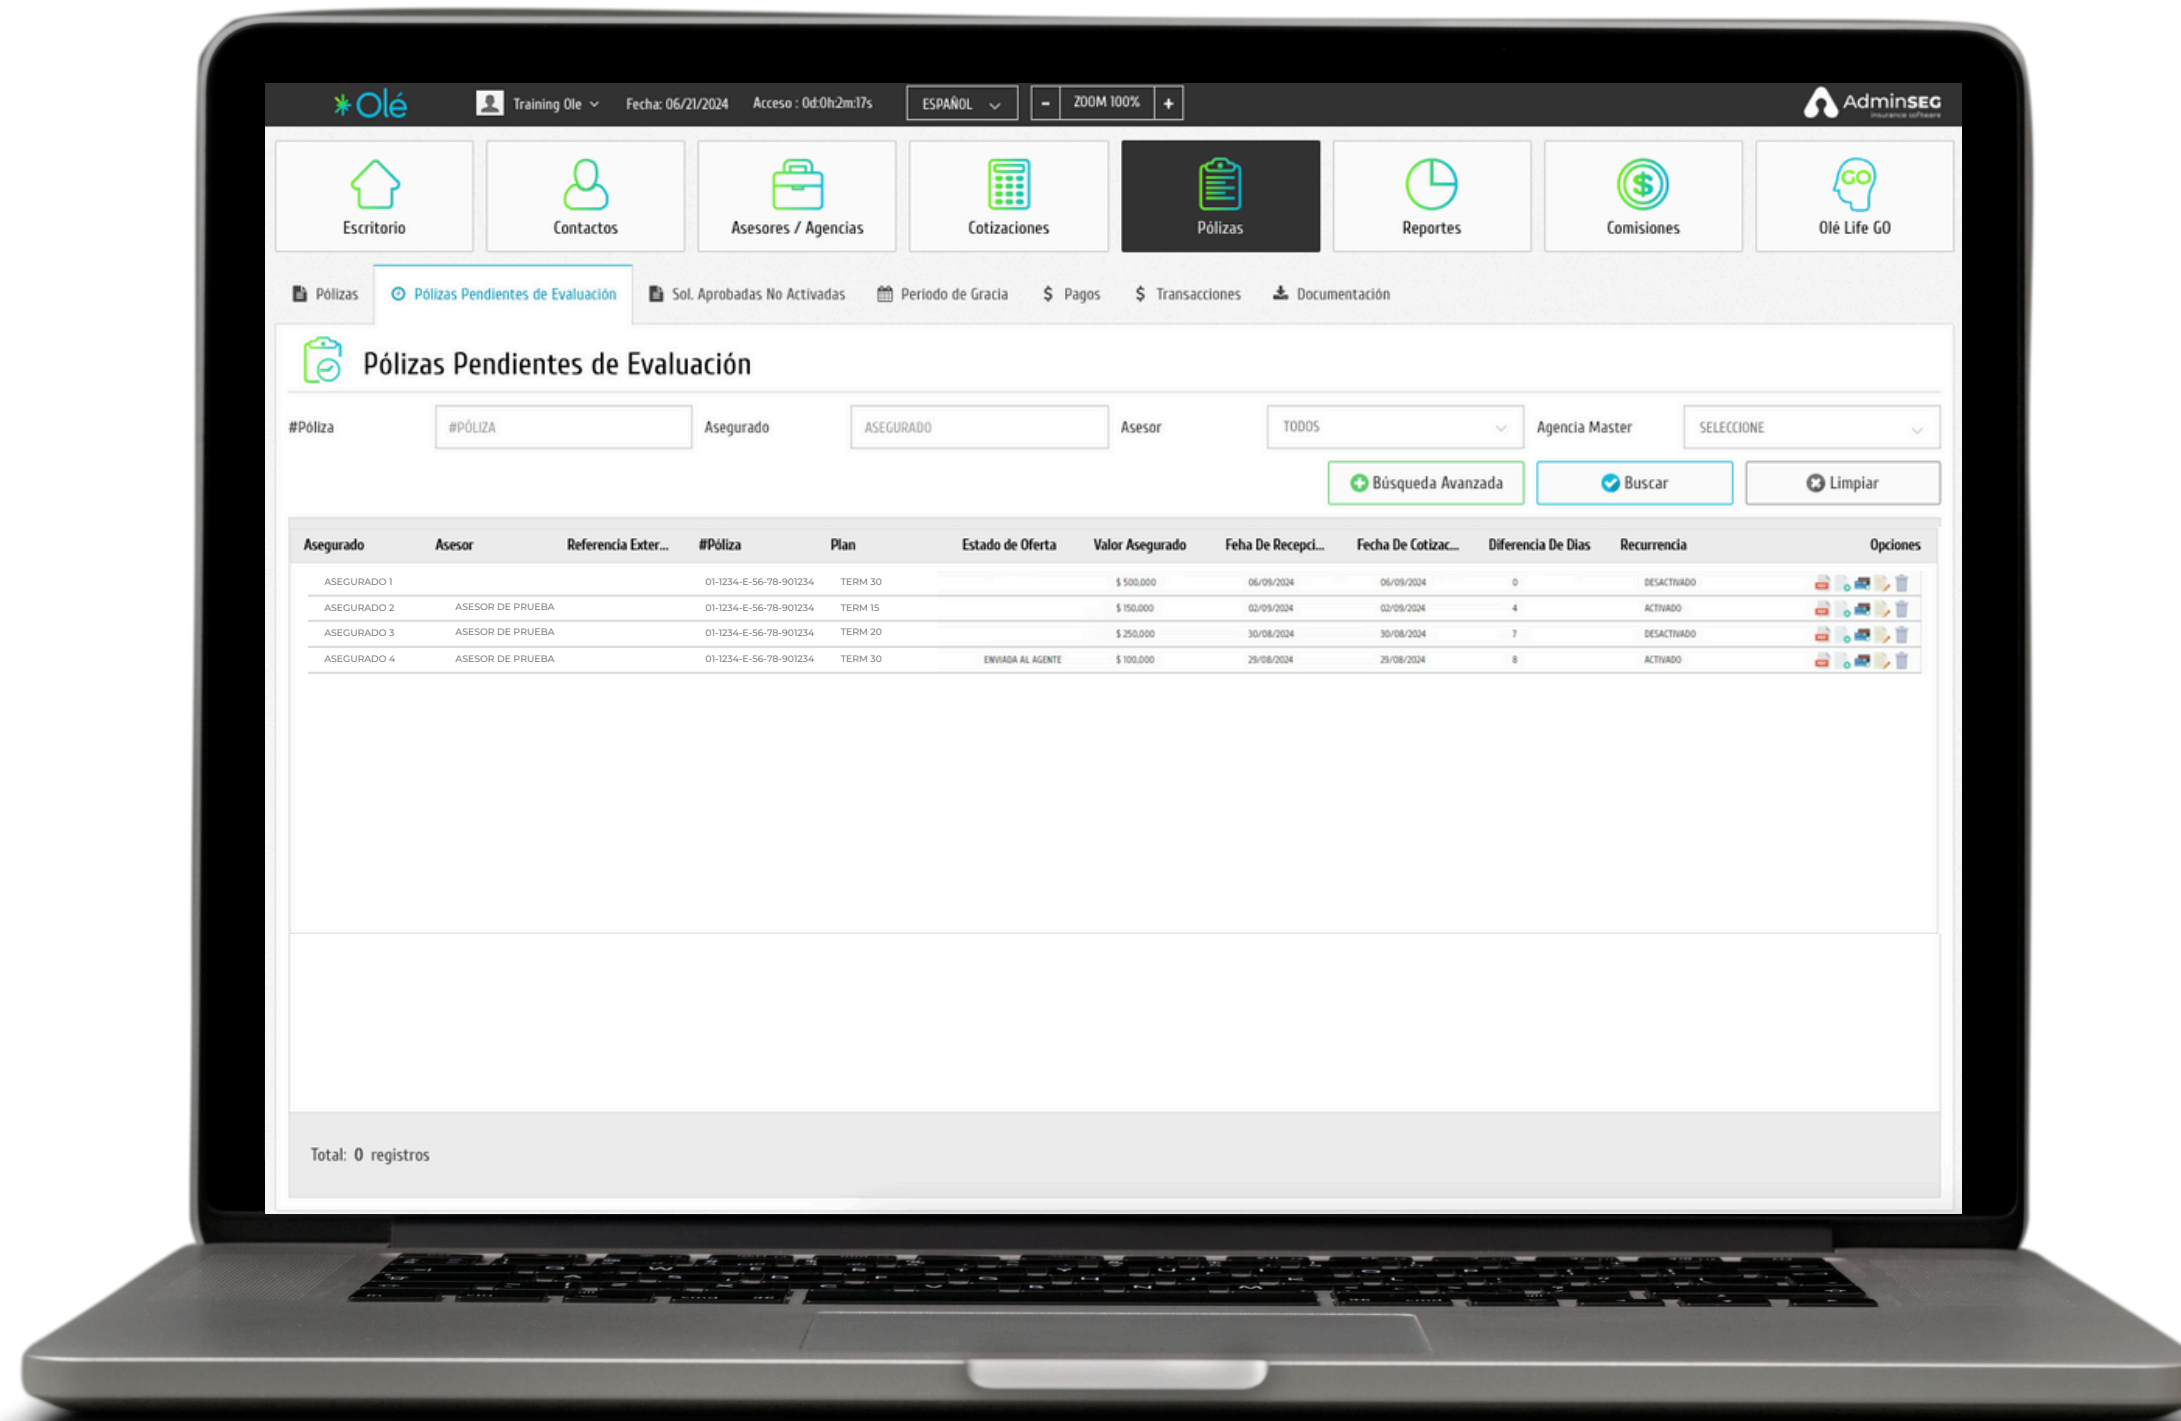 Olé Training Ole Fecha: 06/21/2024 Acceso : 0d:0h:2m:17s ESPAÑOL - ZOOM 100% + AdminSEG
insurance software
Escritorio Contactos Asesores / Agencias Cotizaciones Pólizas Reportes Comisiones GO Olé Life GO
Pólizas Pólizas Pendientes de Evaluación Sol. Aprobadas No Activadas Periodo de Gracia $ Pagos $ Transacciones Documentación
Pólizas Pendientes de Evaluación
#Póliza #PÓLIZA Asegurado ASEGURADO Asesor TODOS Agencia Master SELECCIONE
Búsqueda Avanzada Buscar Limpiar
Asegurado Asesor Referencia Exter... #Póliza Plan Estado de Oferta Valor Asegurado Feha De Recepci... Fecha De Cotizac... Diferencia De Dias Recurrencia Opciones
ASEGURADO 1 01-1234-E-56-78-901234 TERM 30 $ 500,000 06/09/2024 06/09/2024 0 DESACTIVADO
ASEGURADO 2 ASESOR DE PRUEBA 01-1234-E-56-78-901234 TERM 15 $ 150,000 02/09/2024 02/09/2024 4 ACTIVADO
ASEGURADO 3 ASESOR DE PRUEBA 01-1234-E-56-78-901234 TERM 20 $ 250,000 30/08/2024 30/08/2024 7 DESACTIVADO
ASEGURADO 4 ASESOR DE PRUEBA 01-1234-E-56-78-901234 TERM 30 ENVIADA AL AGENTE $ 100,000 29/08/2024 29/08/2024 8 ACTIVADO
Total: 0 registros